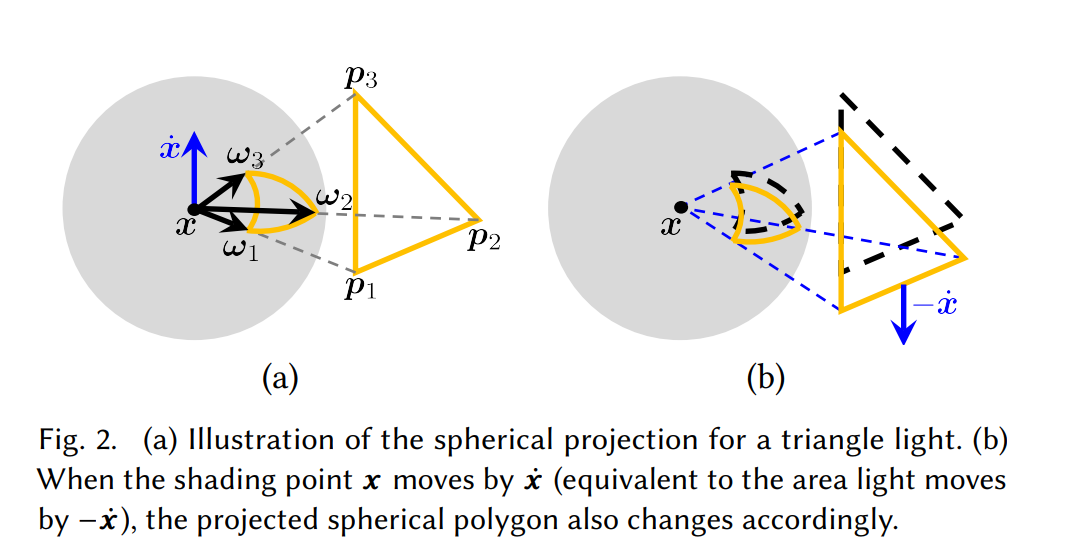 p₃
ẋ
ω₃
ω₂
x
ω₁
p₂
p₁
x
−ẋ
(a)
(b)
Fig. 2. (a) Illustration of the spherical projection for a triangle light. (b)
When the shading point x moves by ẋ (equivalent to the area light moves
by −ẋ), the projected spherical polygon also changes accordingly.